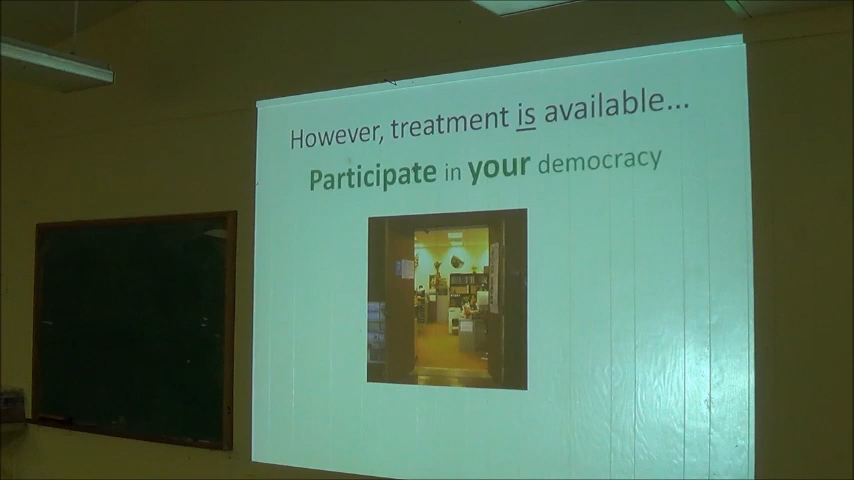 However, treatment is available...
Participate in your democracy